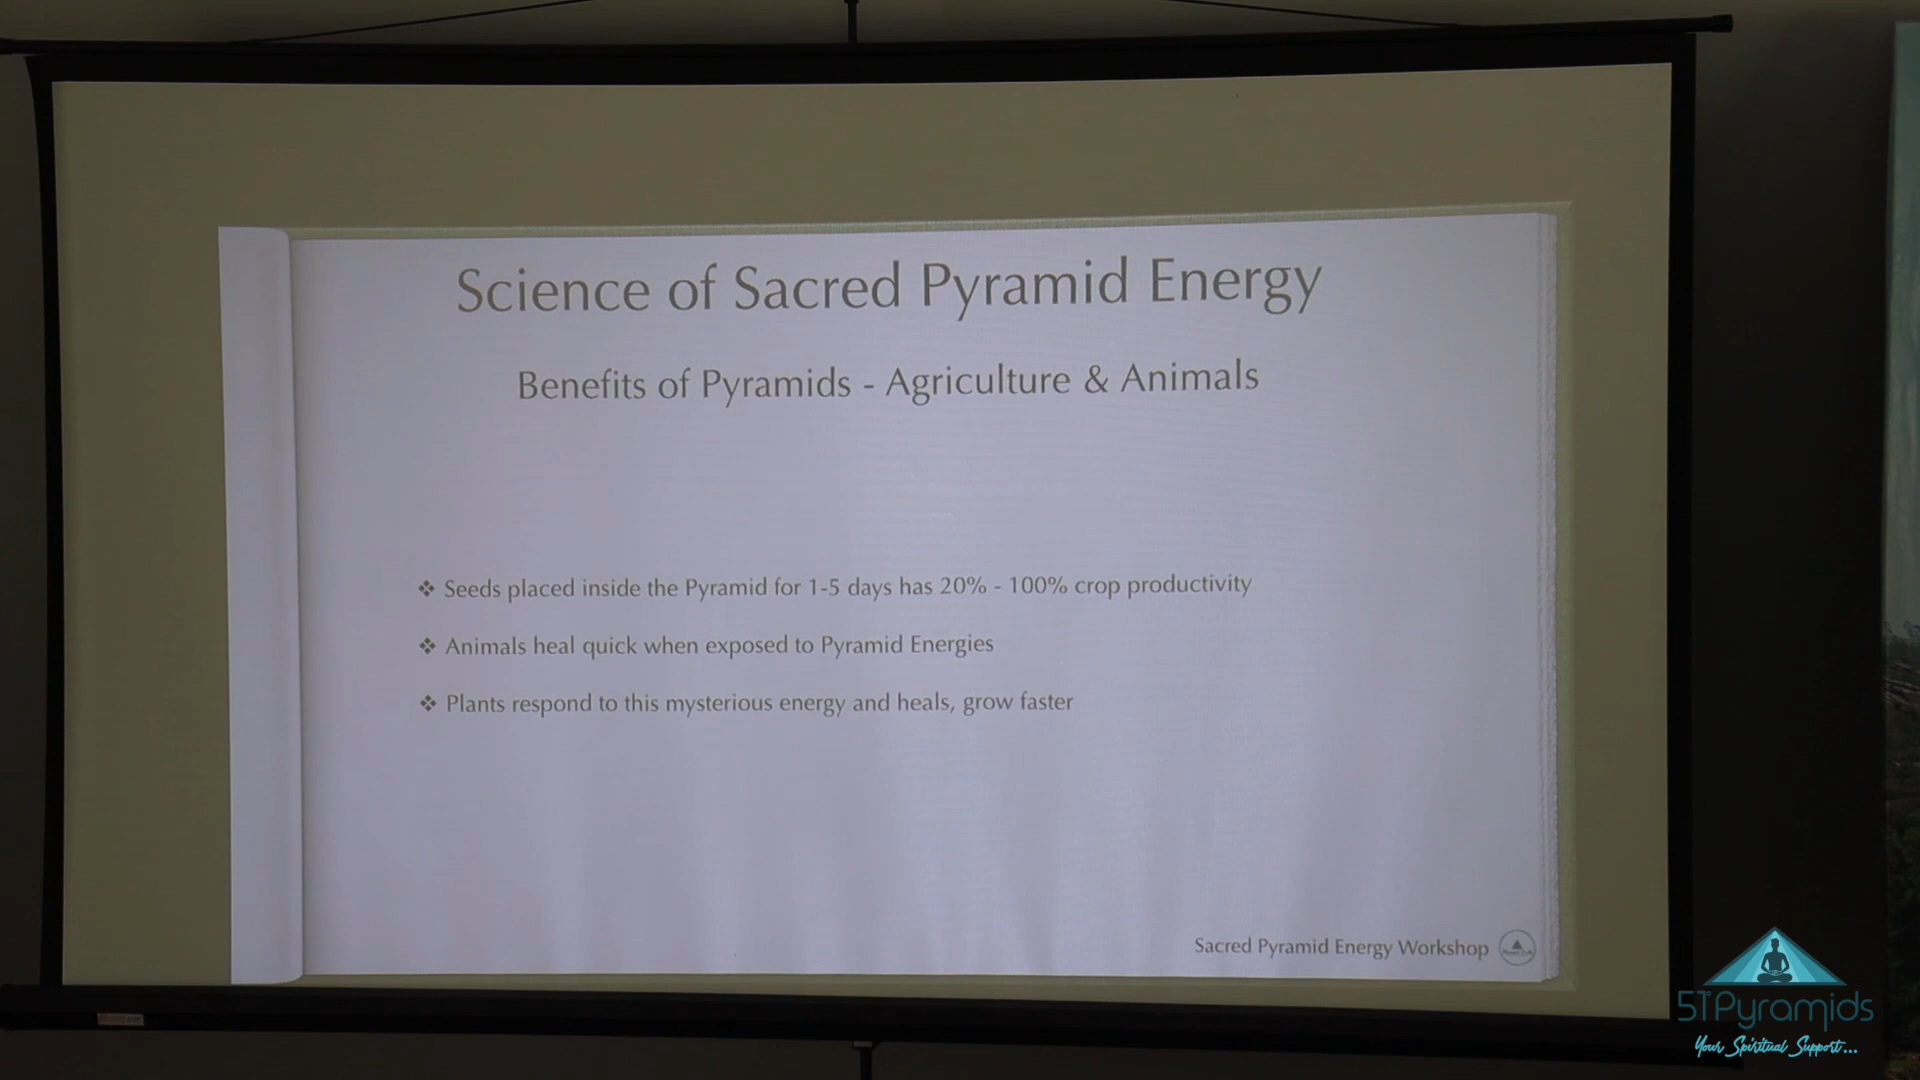 Science of Sacred Pyramid Energy
Benefits of Pyramids - Agriculture & Animals
❖ Seeds placed inside the Pyramid for 1-5 days has 20% - 100% crop productivity
❖ Animals heal quick when exposed to Pyramid Energies
❖ Plants respond to this mysterious energy and heals, grow faster
Sacred Pyramid Energy Workshop
51°Pyramids
Your Spiritual Support...